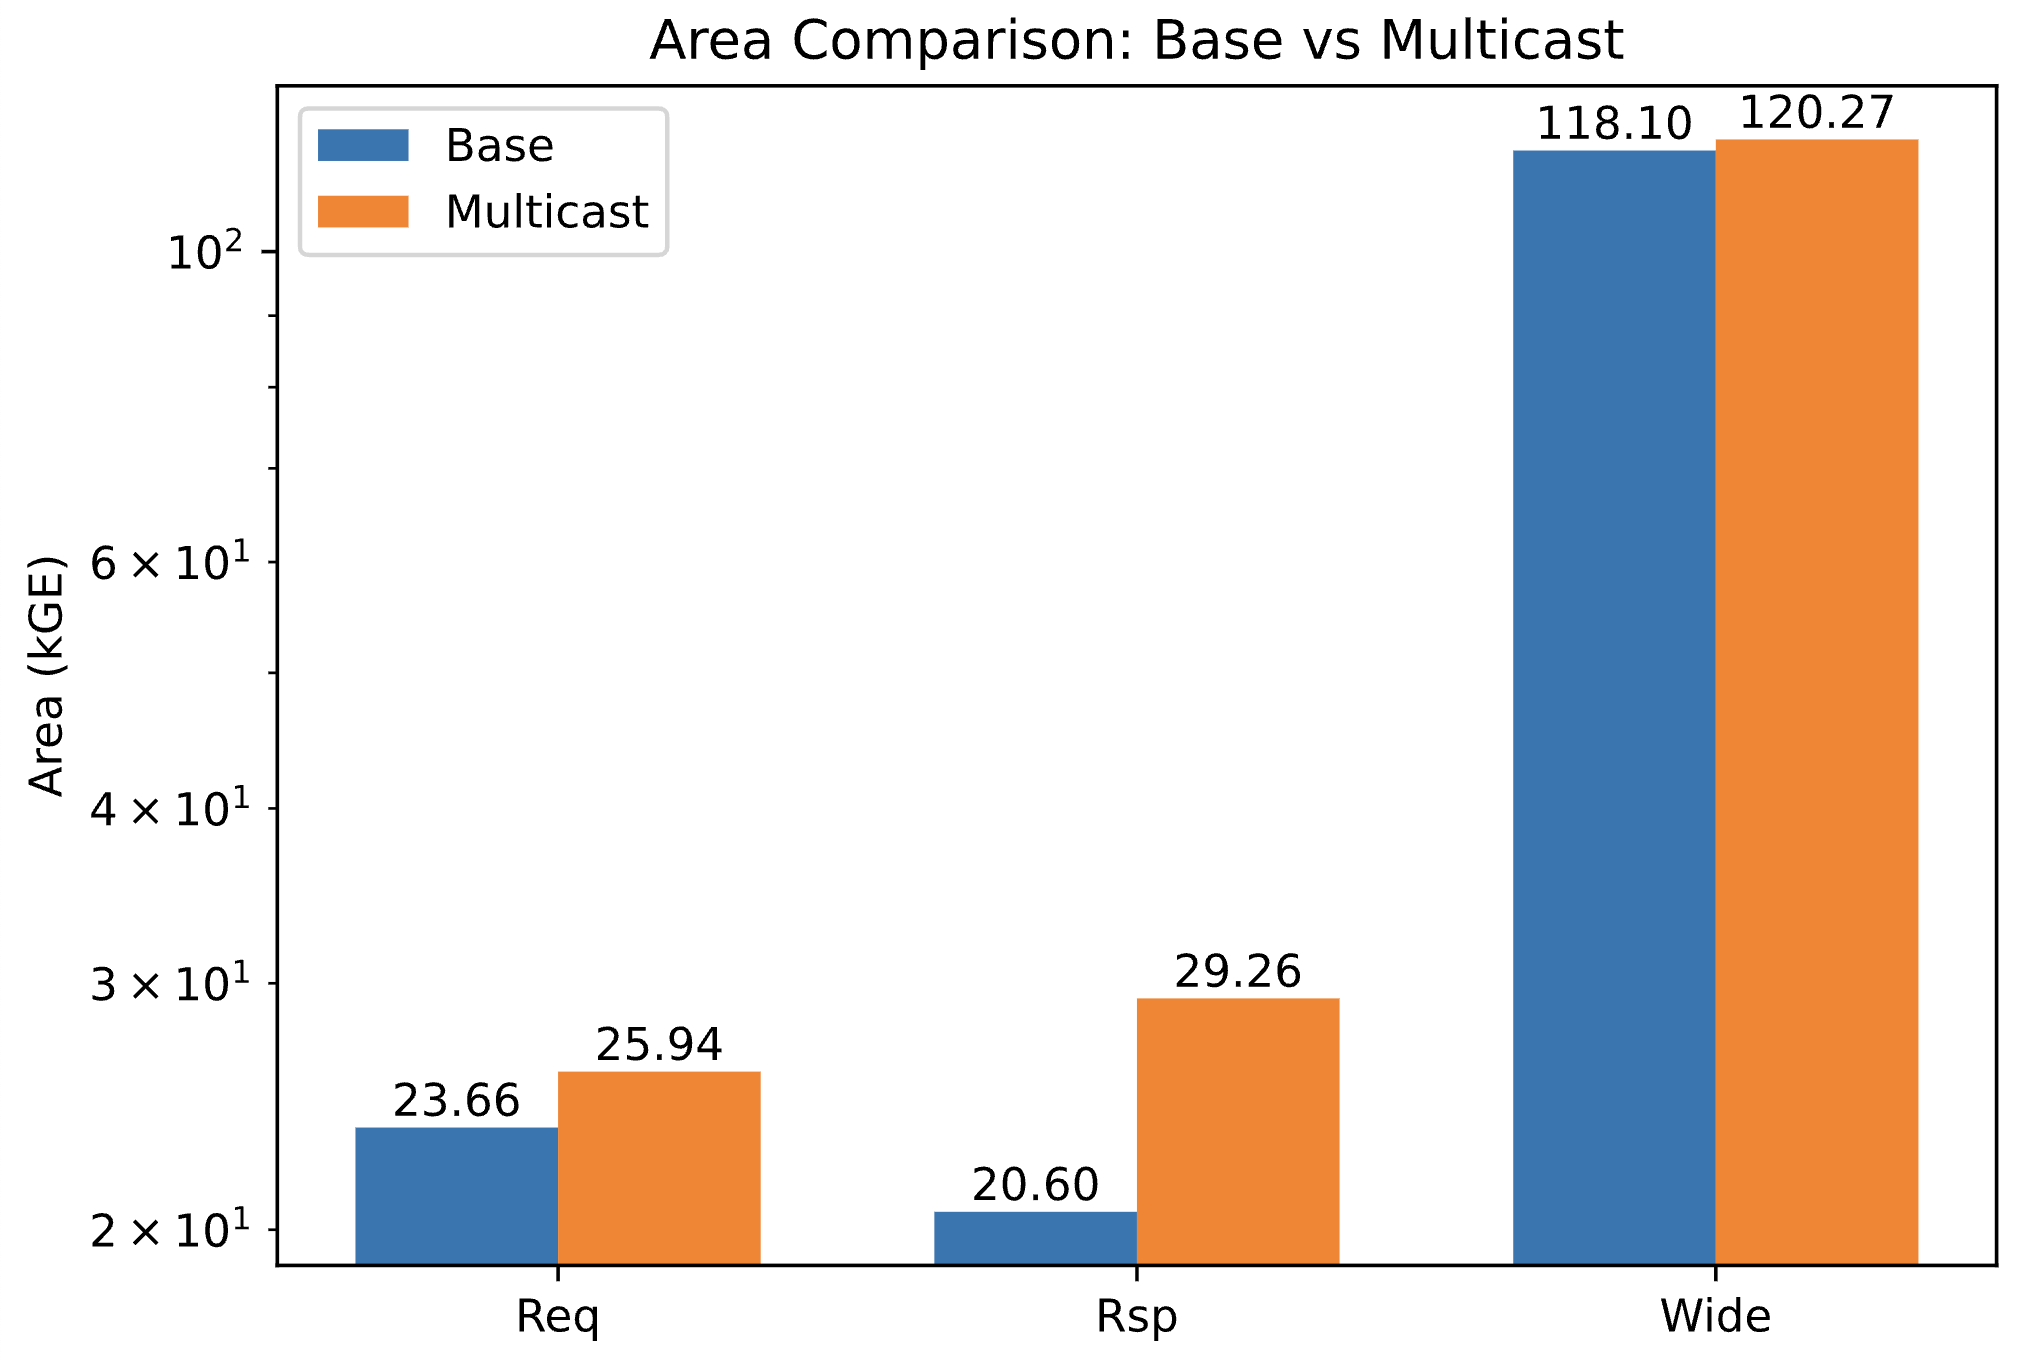 Area Comparison: Base vs Multicast
Base
Multicast
118.10
120.27
10²
6 × 10¹
4 × 10¹
3 × 10¹
2 × 10¹
Area (kGE)
23.66
25.94
20.60
29.26
Req
Rsp
Wide